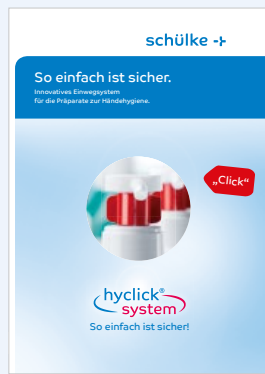 schülke -+
So einfach ist sicher.
Innovatives Einwegsystem
für die Präparate zur Händehygiene.
„Click“
hyclick®
system
So einfach ist sicher!